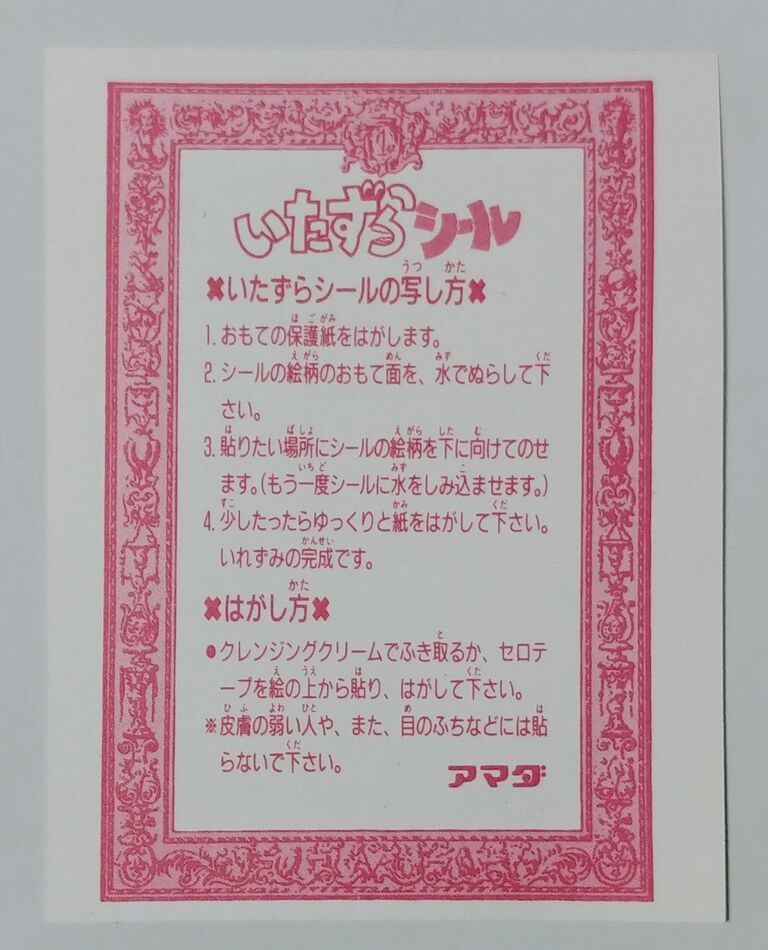 いたずらシール
✖いたずらシールの写し方✖
1. おもての保護紙をはがします。
2. シールの絵柄のおもて面を、水でぬらして下
さい。
3. 貼りたい場所にシールの絵柄を下に向けてのせ
ます。(もう一度シールに水をしみ込ませます。)
4. 少したったらゆっくりと紙をはがして下さい。
いれずみの完成です。
✖はがし方✖
●クレンジングクリームでふき取るか、セロテ
ープを絵の上から貼り、はがして下さい。
※皮膚の弱い人や、また、目のふちなどには貼
らないで下さい。
アマダ